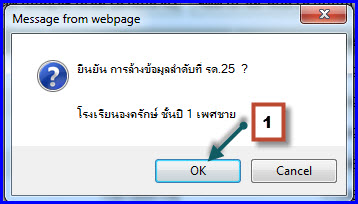 Message from webpage
ยืนยัน การล้างข้อมูลลำดับที่ รด.25 ?
โรงเรียนองครักษ์ ชั้นปี 1 เพศชาย
1
OK
Cancel